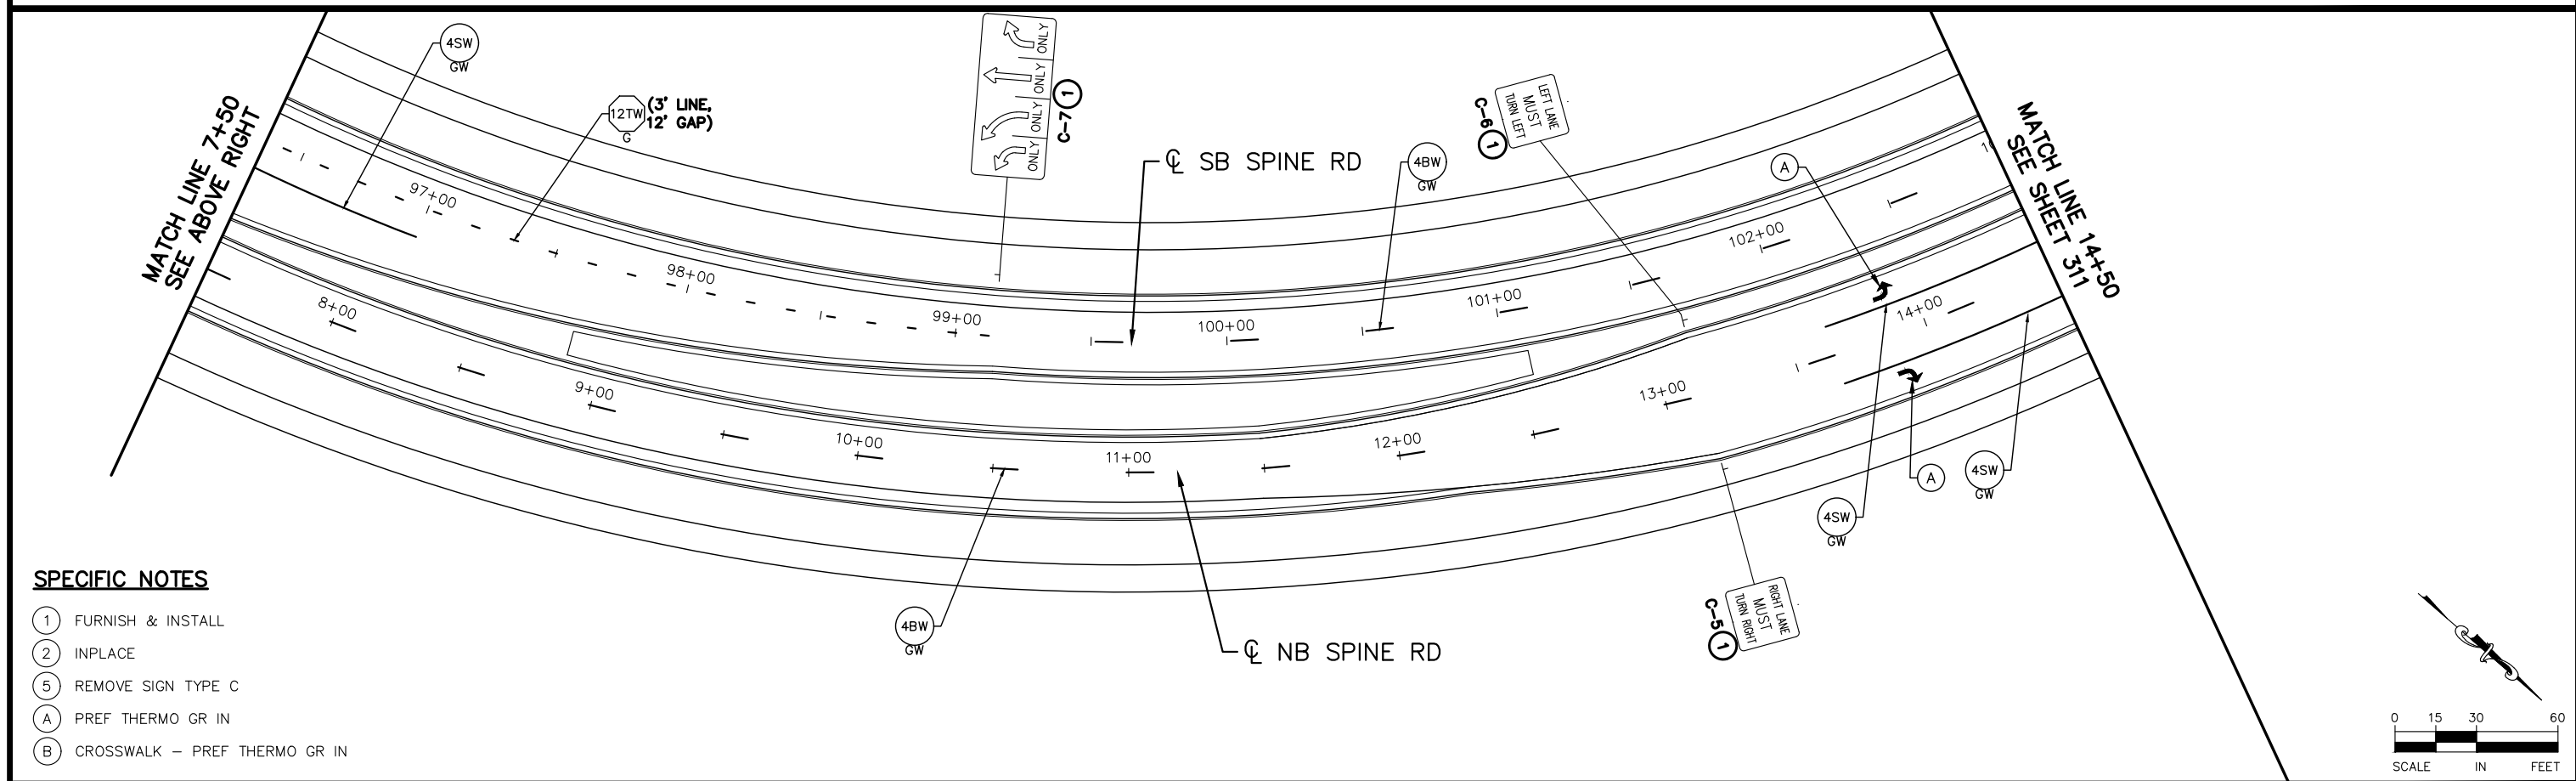 MATCH LINE 7+50
SEE ABOVE RIGHT
4SW
GW
12TW
G
(3' LINE,
12' GAP)
ONLY
ONLY
ONLY
ONLY
C-7 1
℄ SB SPINE RD
4BW
GW
C-6 1
LEFT LANE
MUST
TURN LEFT
A
MATCH LINE 14+50
SEE SHEET 311
97+00
98+00
99+00
100+00
101+00
102+00
8+00
9+00
10+00
11+00
12+00
13+00
14+00
4BW
GW
℄ NB SPINE RD
C-5 1
RIGHT LANE
MUST
TURN RIGHT
4SW
GW
A
4SW
GW
SPECIFIC NOTES
1 FURNISH & INSTALL
2 INPLACE
5 REMOVE SIGN TYPE C
A PREF THERMO GR IN
B CROSSWALK – PREF THERMO GR IN
0 15 30 60
SCALE IN FEET